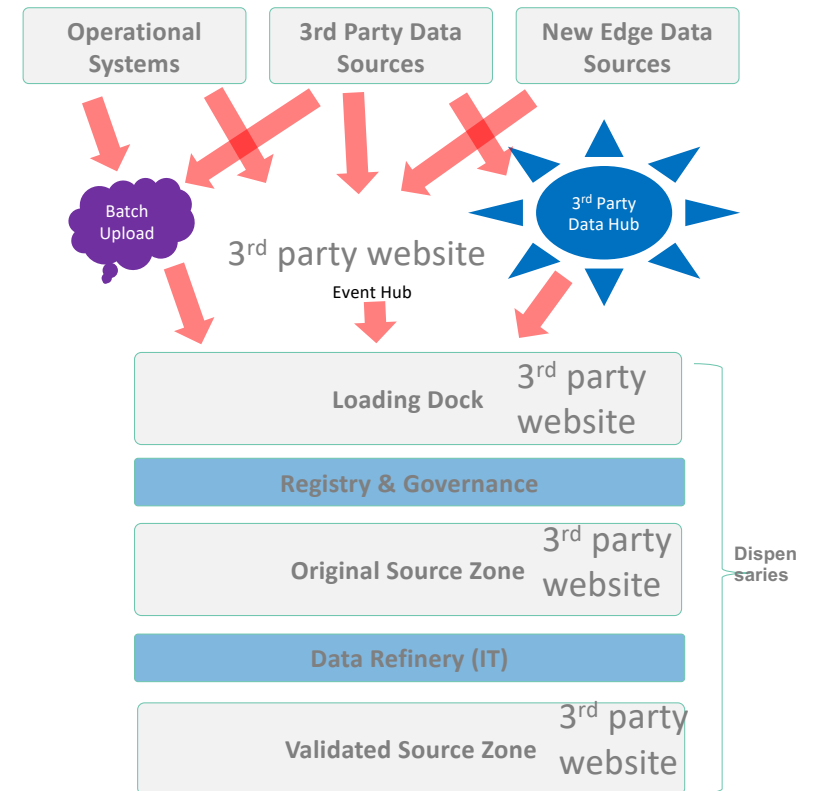 Operational
Systems
3rd Party Data
Sources
New Edge Data
Sources
Batch
Upload
3rd party website
Event Hub
3rd Party
Data Hub
Loading Dock
3rd party
website
Registry & Governance
Original Source Zone
3rd party
website
Dispen
saries
Data Refinery (IT)
Validated Source Zone
3rd party
website